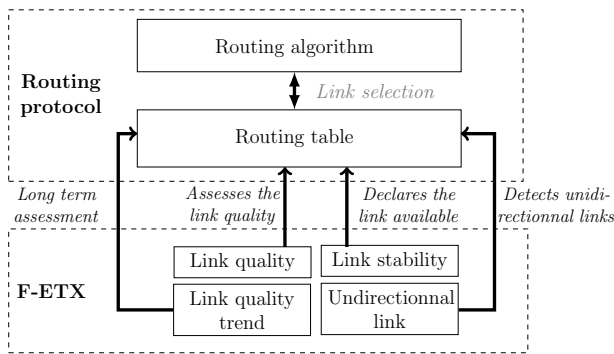 Routing algorithm
Routing
protocol
Link selection
Routing table
Long term
assessment
Assesses the
link quality
Declares the
link available
Detects unidi-
rectionnal links
F-ETX
Link quality
Link stability
Link quality
trend
Undirectionnal
link